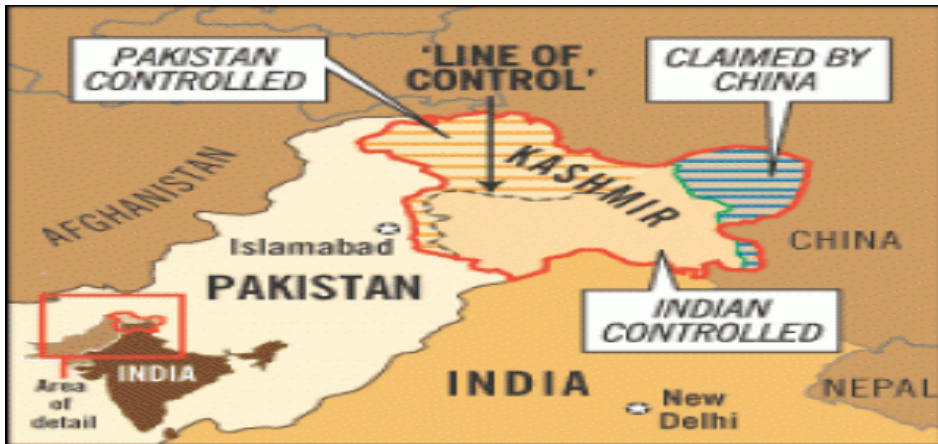 PAKISTAN
CONTROLLED
'LINE OF
CONTROL'
CLAIMED BY
CHINA
AFGHANISTAN
KASHMIR
Islamabad
CHINA
PAKISTAN
INDIAN
CONTROLLED
INDIA
INDIA
Area
of
detail
New
Delhi
NEPAL